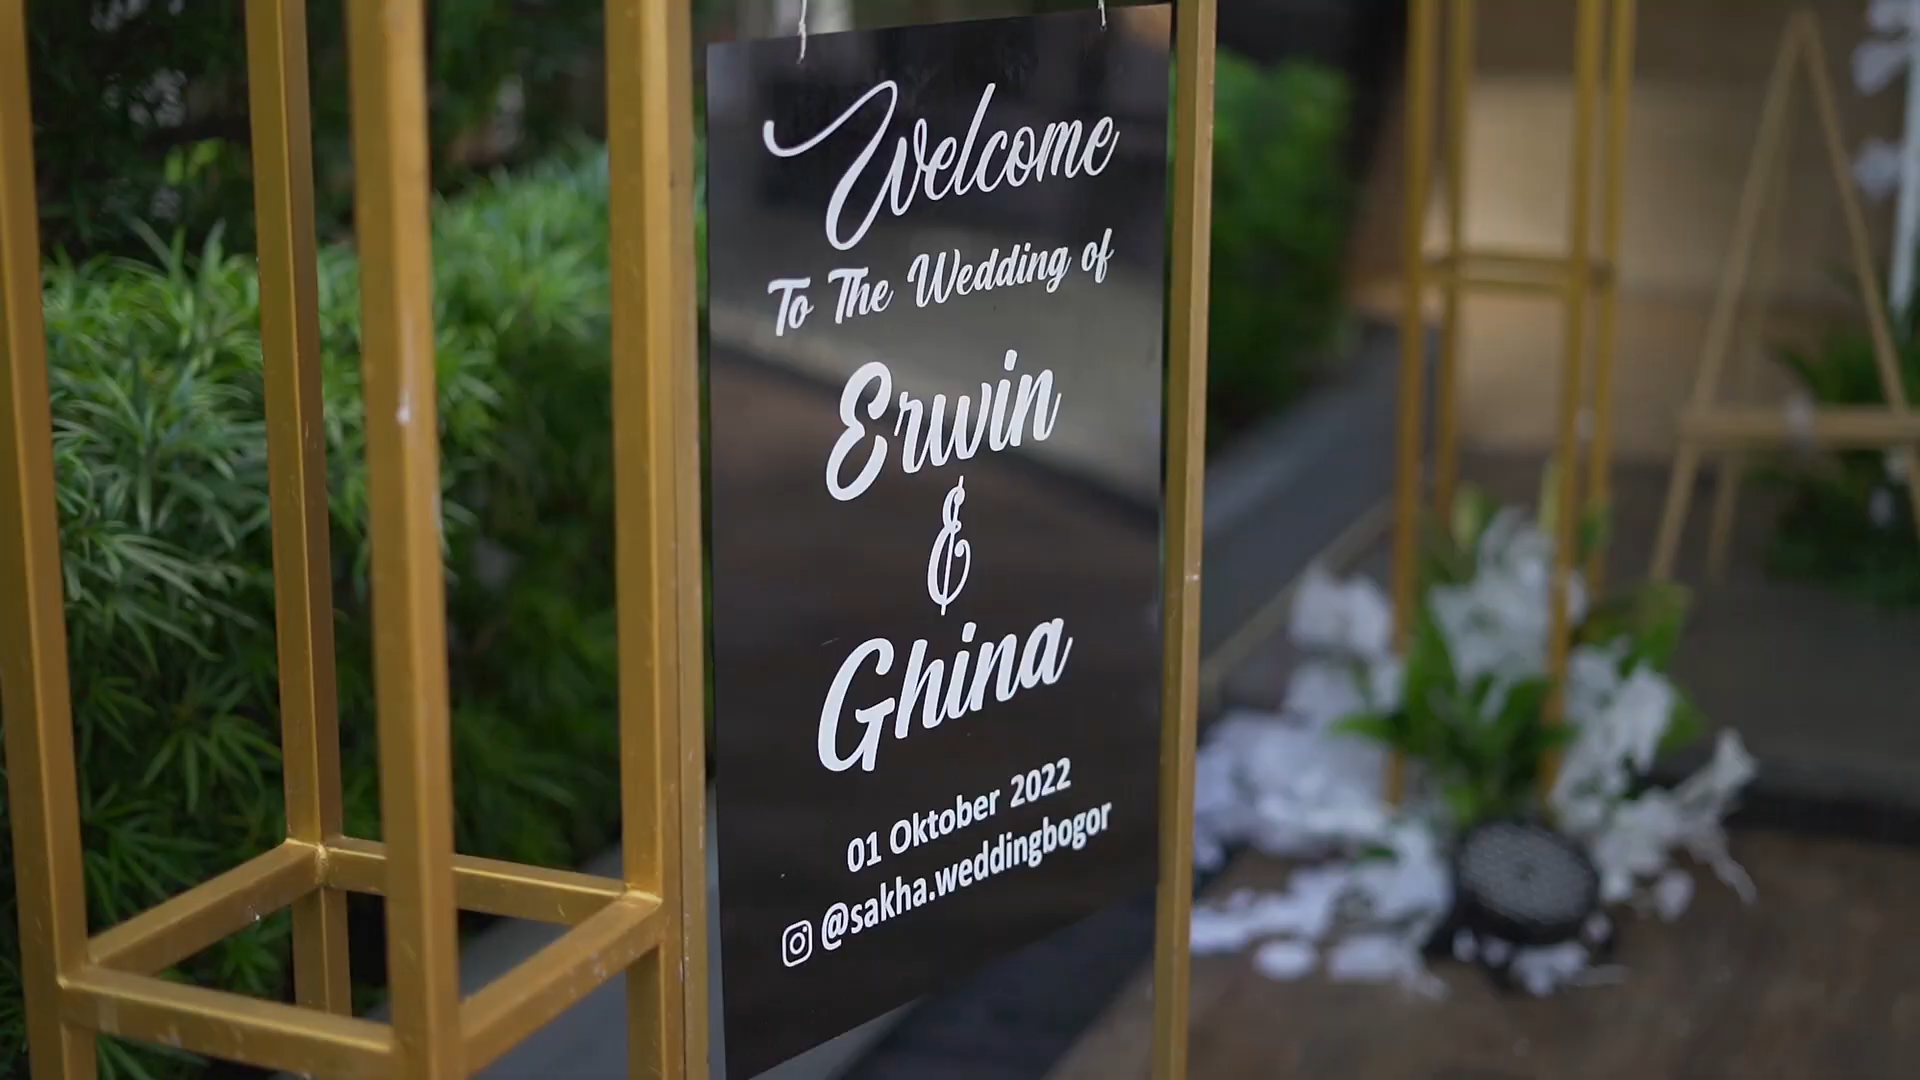 Welcome
To The Wedding of
Erwin
&
Ghina
01 Oktober 2022
@sakha.weddingbogor